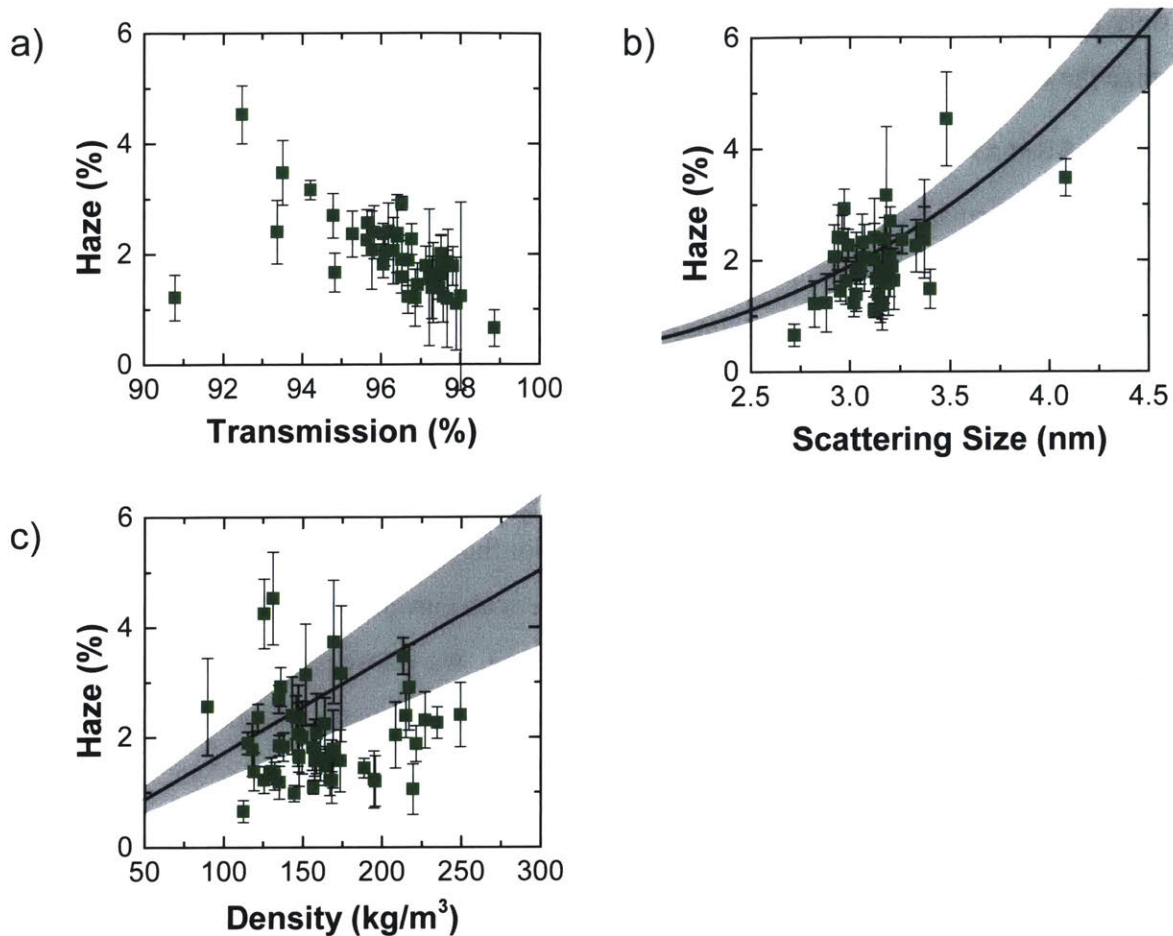 a)
Haze (%)
6
4
2
0
90 92 94 96 98 100
Transmission (%)
b)
Haze (%)
6
4
2
0
2.5 3.0 3.5 4.0 4.5
Scattering Size (nm)
c)
Haze (%)
6
4
2
0
50 100 150 200 250 300
Density (kg/m³)